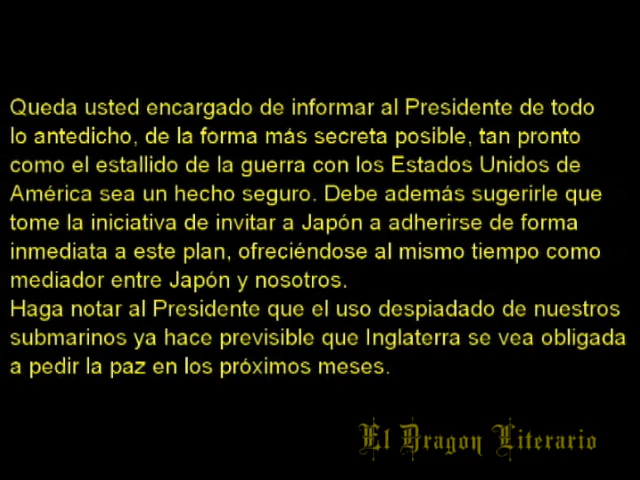 Queda usted encargado de informar al Presidente de todo
lo antedicho, de la forma más secreta posible, tan pronto
como el estallido de la guerra con los Estados Unidos de
América sea un hecho seguro. Debe además sugerirle que
tome la iniciativa de invitar a Japón a adherirse de forma
inmediata a este plan, ofreciéndose al mismo tiempo como
mediador entre Japón y nosotros.
Haga notar al Presidente que el uso despiadado de nuestros
submarinos ya hace previsible que Inglaterra se vea obligada
a pedir la paz en los próximos meses.
El Dragon Literario